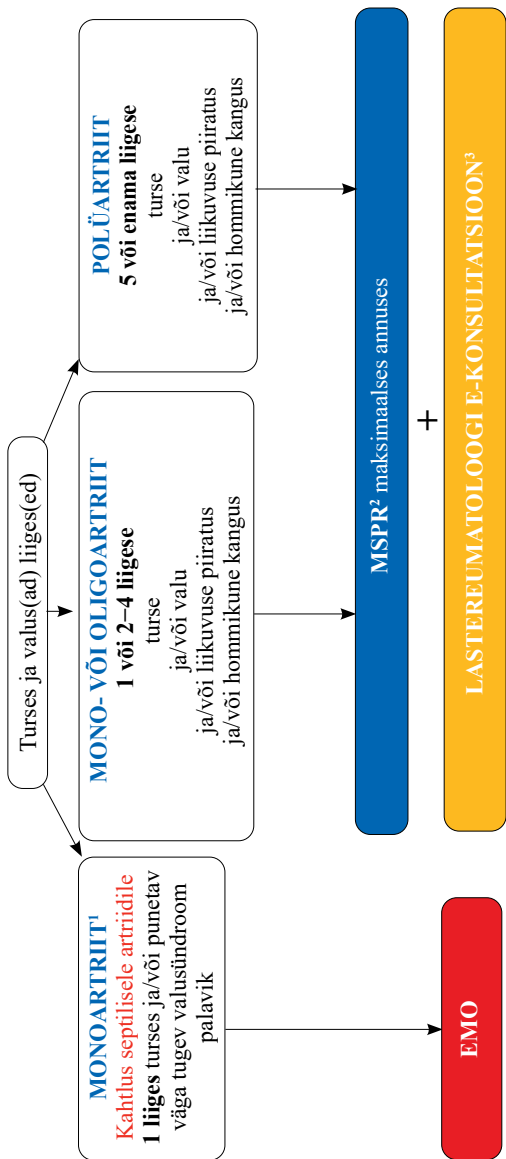 Turses ja valus(ad) liiges(ed)
MONOARTRIIT¹
Kahtlus septilisele artriidile
1 liiges turses ja/või punetav
väga tugev valusündroom
palavik
MONO- VÕI OLIGOARTRIIT
1 või 2–4 liigese
turse
ja/või valu
ja/või liikuvuse piiratus
ja/või hommikune kangus
POLÜARTRIIT
5 või enama liigese
turse
ja/või valu
ja/või liikuvuse piiratus
ja/või hommikune kangus
EMO
MSPR² maksimaalses annuses
+
LASTEREUMATOLOOGI E-KONSULTATSIOON³